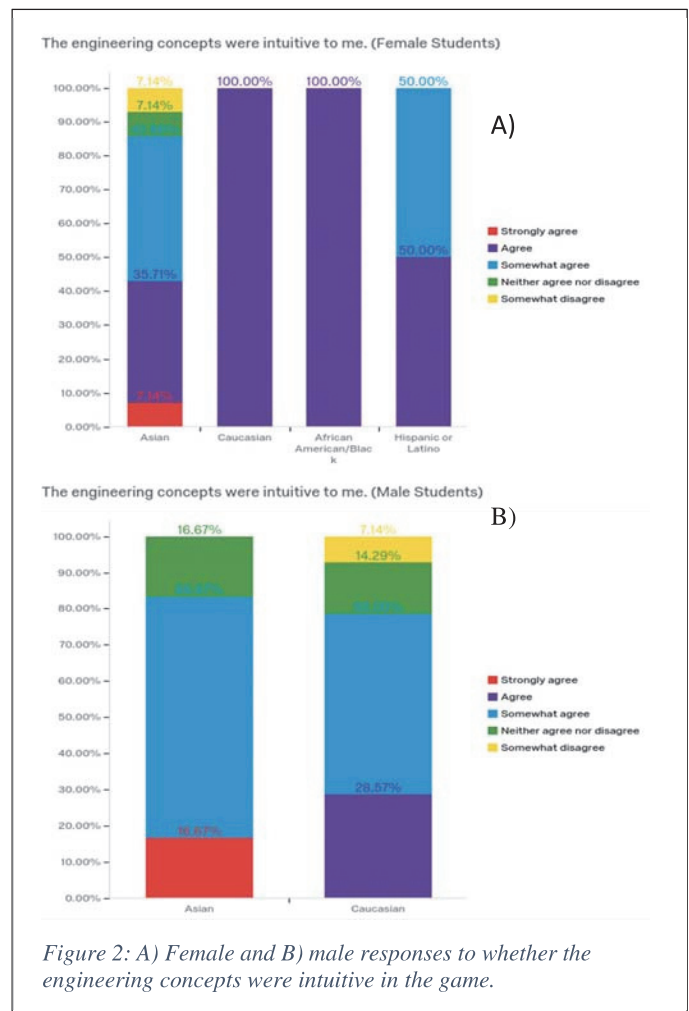 The engineering concepts were intuitive to me. (Female Students)
7.14%
100.00%
100.00%
50.00%
100.00%
7.14%
90.00%
A)
80.00%
70.00%
60.00%
Strongly agree
50.00%
50.00%
Agree
35.71%
Somewhat agree
40.00%
Neither agree nor disagree
30.00%
Somewhat disagree
20.00%
10.00%
7.14%
0.00%
Asian
Caucasian
African
American/Blac
k
Hispanic or
Latino
The engineering concepts were intuitive to me. (Male Students)
B)
16.67%
7.14%
100.00%
14.29%
90.00%
80.00%
70.00%
Strongly agree
60.00%
Agree
50.00%
Somewhat agree
Neither agree nor disagree
40.00%
Somewhat disagree
30.00%
28.57%
20.00%
16.67%
10.00%
0.00%
Asian
Caucasian
Figure 2: A) Female and B) male responses to whether the
engineering concepts were intuitive in the game.